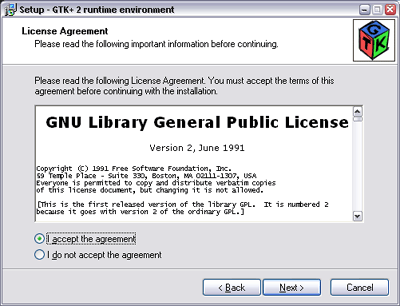 Setup - GTK+ 2 runtime environment
License Agreement
Please read the following important information before continuing.
GTK
Please read the following License Agreement. You must accept the terms of this
agreement before continuing with the installation.
GNU Library General Public License
Version 2, June 1991
Copyright (C) 1991 Free Software Foundation, Inc.
59 Temple Place - Suite 330, Boston, MA 02111-1307, USA
Everyone is permitted to copy and distribute verbatim copies
of this license document, but changing it is not allowed.
[This is the first released version of the library GPL.  It is numbered 2
because it goes with version 2 of the ordinary GPL.]
I accept the agreement
I do not accept the agreement
< Back
Next >
Cancel